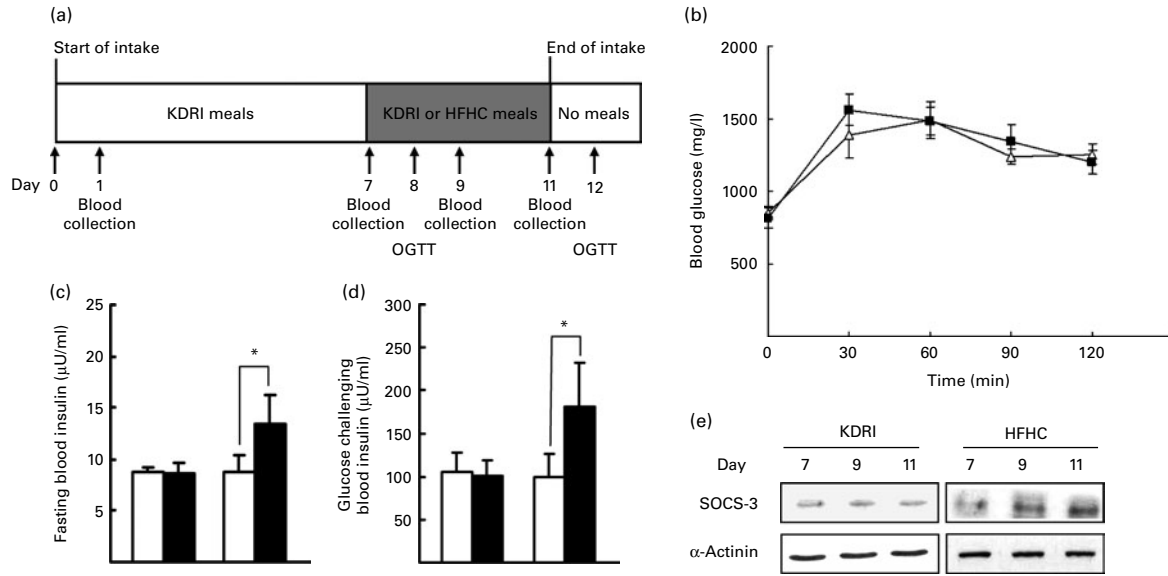 (a)
Start of intake
End of intake
KDRI meals
KDRI or HFHC meals
No meals
Day
0
1
7
8
9
11
12
Blood
collection
Blood
collection
Blood
collection
Blood
collection
OGTT
OGTT
(b)
2000
1500
1000
500
0
30
60
90
120
Blood glucose (mg/l)
Time (min)
(c)
25
20
15
10
5
*
Fasting blood insulin (μU/ml)
(d)
300
250
200
150
100
50
*
Glucose challenging
blood insulin (μU/ml)
(e)
KDRI
HFHC
Day
7
9
11
7
9
11
SOCS-3
α-Actinin